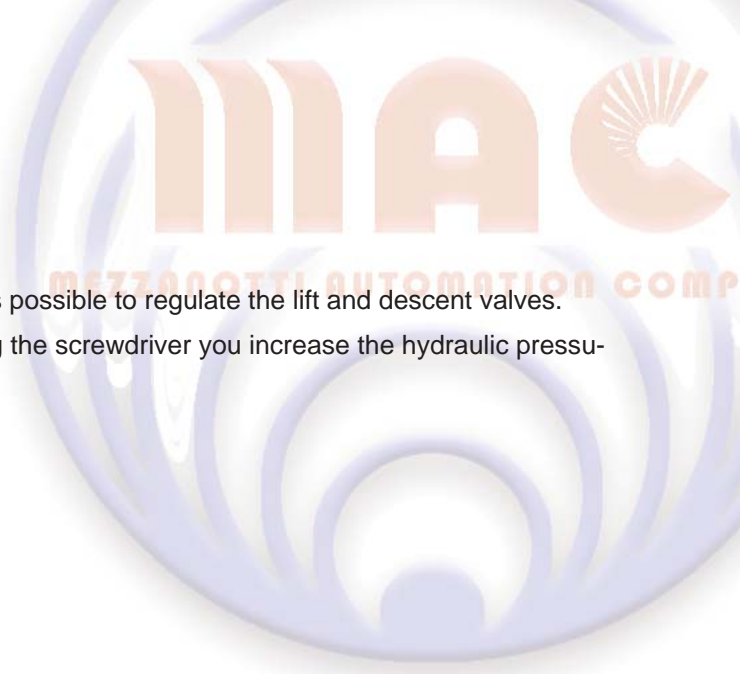 MAC
MEZZANOTTI AUTOMATION COMP
s possible to regulate the lift and descent valves.
g the screwdriver you increase the hydraulic pressu-